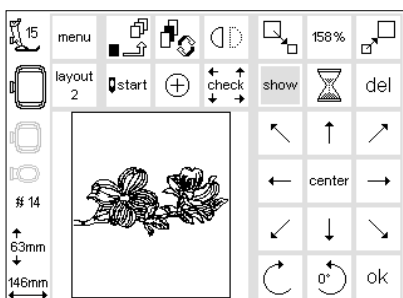 15
menu
158%
layout
2
start
check
show
del
# 14
center
63mm
146mm
0°
ok